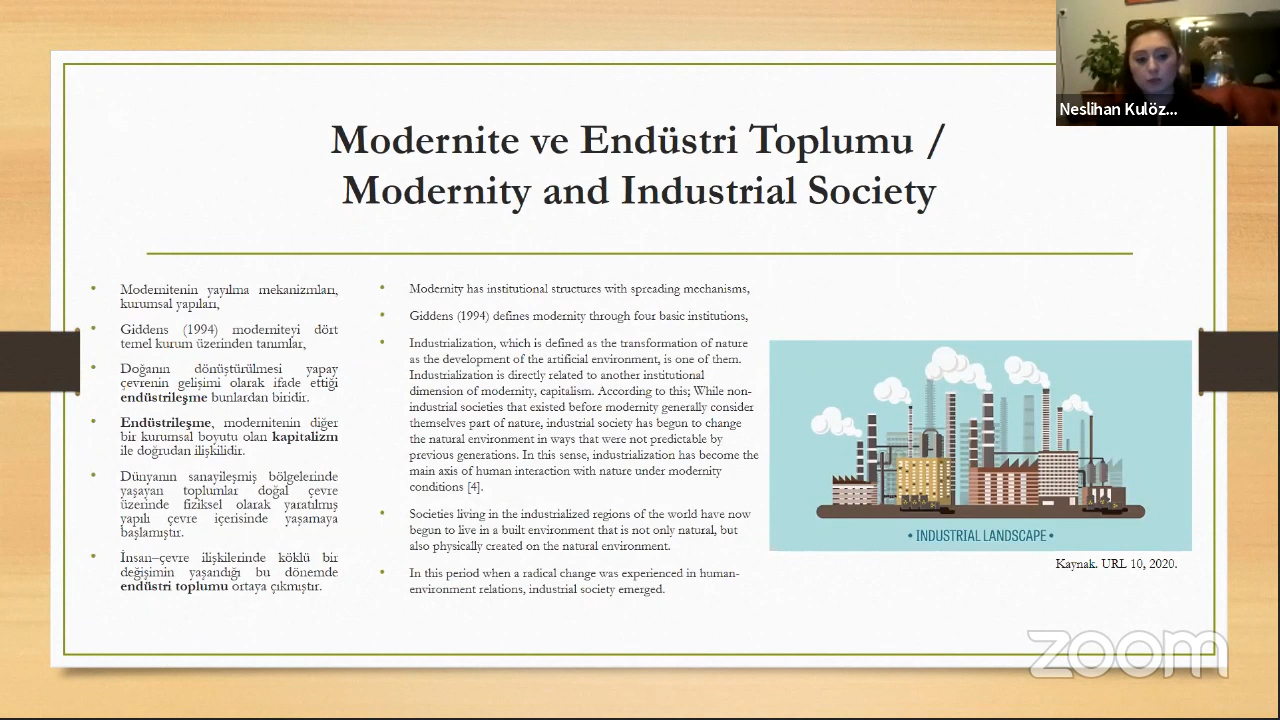 Neslihan Kulöz...
Modernite ve Endüstri Toplumu /
Modernity and Industrial Society
• Modernitenin yayılma mekanizmları,
kurumsal yapıları,
• Giddens (1994) moderniteyi dört
temel kurum üzerinden tanımlar,
• Doğanın dönüştürülmesi yapay
çevrenin gelişimi olarak ifade ettiği
endüstrileşme bunlardan biridir.
• Endüstrileşme, modernitenin diğer
bir kurumsal boyutu olan kapitalizm
ile doğrudan ilişkilidir.
• Dünyanın sanayileşmiş bölgelerinde
yaşayan toplumlar doğal çevre
üzerinde fiziksel olarak yaratılmış
yapılı çevre içerisinde yaşamaya
başlamıştır.
• İnsan–çevre ilişkilerinde köklü bir
değişimin yaşandığı bu dönemde
endüstri toplumu ortaya çıkmıştır.
• Modernity has institutional structures with spreading mechanisms,
• Giddens (1994) defines modernity through four basic institutions,
• Industrialization, which is defined as the transformation of nature
as the development of the artificial environment, is one of them.
Industrialization is directly related to another institutional
dimension of modernity, capitalism. According to this; While non-
industrial societies that existed before modernity generally consider
themselves part of nature, industrial society has begun to change
the natural environment in ways that were not predictable by
previous generations. In this sense, industrialization has become the
main axis of human interaction with nature under modernity
conditions [4].
• Societies living in the industrialized regions of the world have now
begun to live in a built environment that is not only natural, but
also physically created on the natural environment.
• In this period when a radical change was experienced in human-
environment relations, industrial society emerged.
• INDUSTRIAL LANDSCAPE •
Kaynak. URL 10, 2020.
zoom